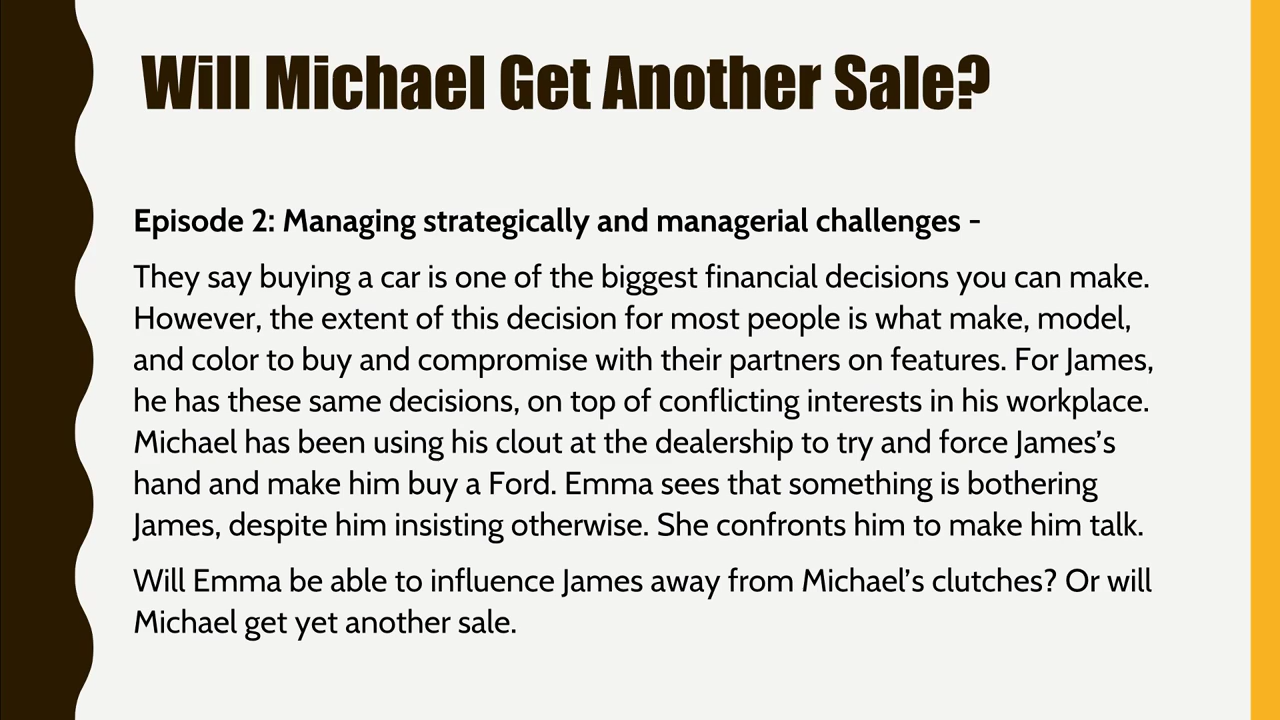 Will Michael Get Another Sale?
Episode 2: Managing strategically and managerial challenges -
They say buying a car is one of the biggest financial decisions you can make.
However, the extent of this decision for most people is what make, model,
and color to buy and compromise with their partners on features. For James,
he has these same decisions, on top of conflicting interests in his workplace.
Michael has been using his clout at the dealership to try and force James’s
hand and make him buy a Ford. Emma sees that something is bothering
James, despite him insisting otherwise. She confronts him to make him talk.
Will Emma be able to influence James away from Michael’s clutches? Or will
Michael get yet another sale.